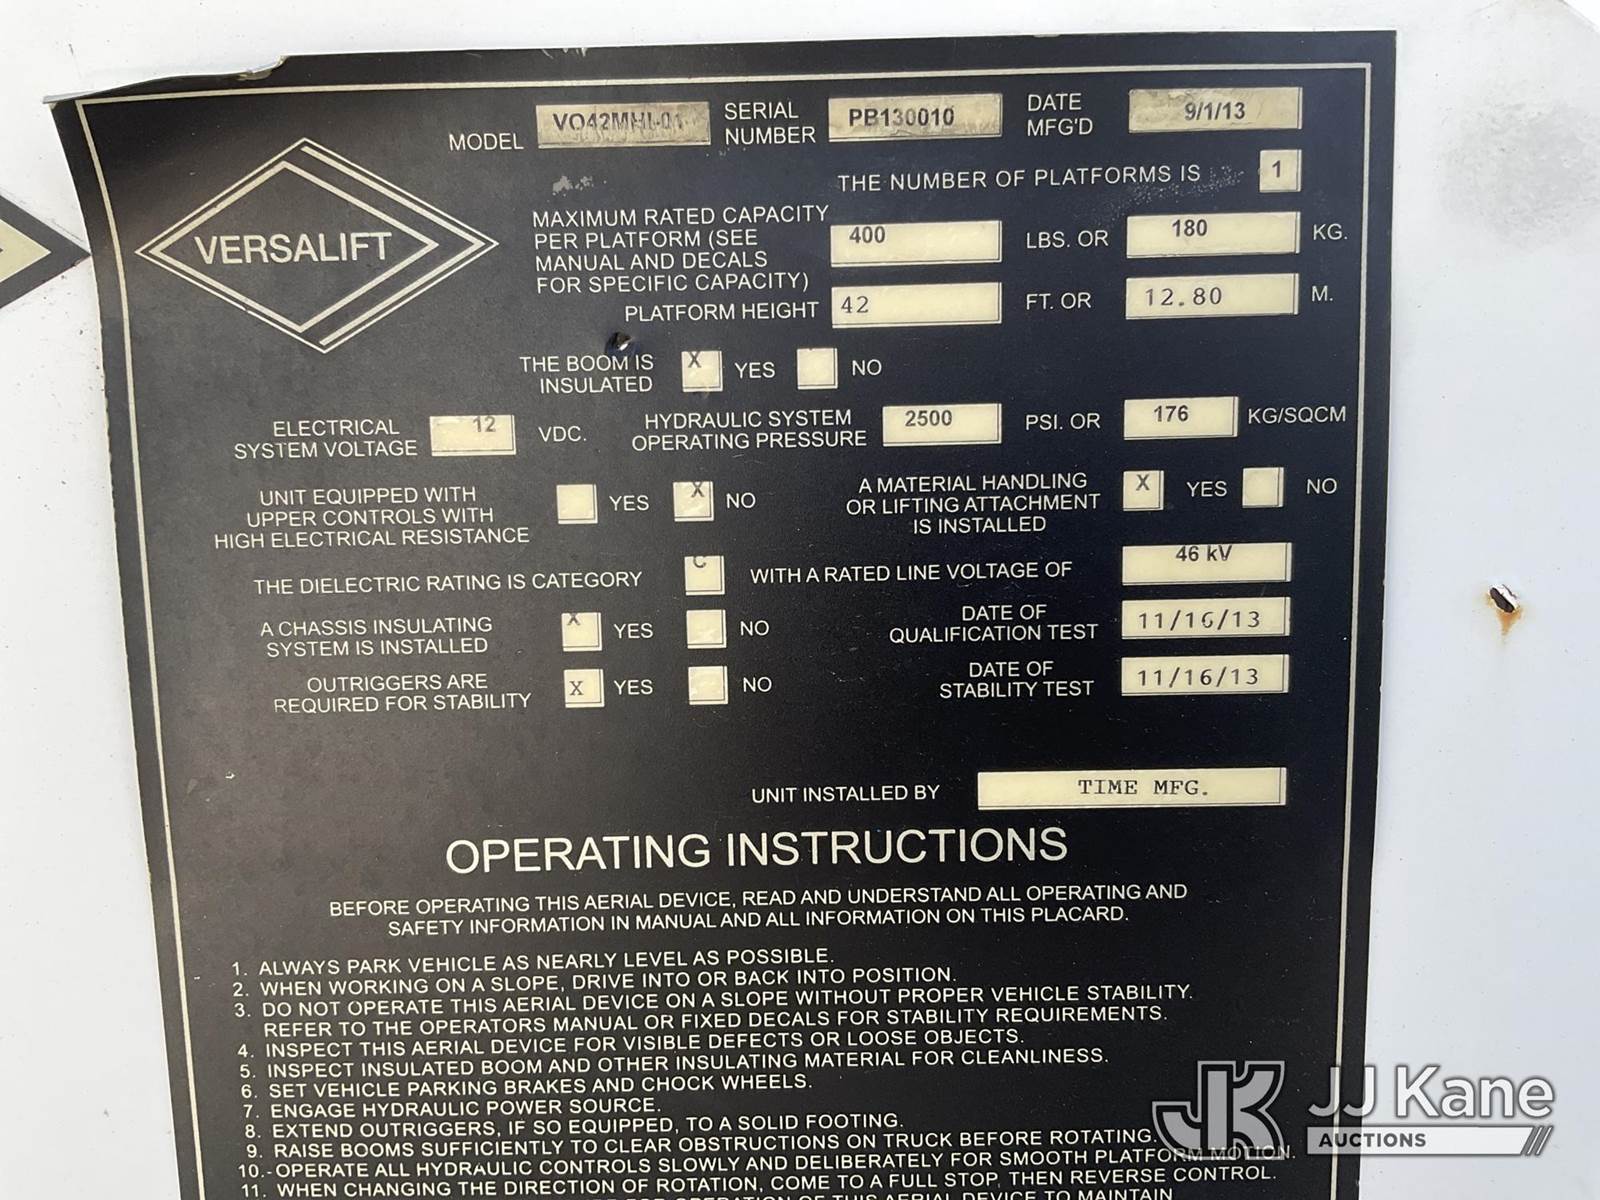 MODEL VO42MHI-01 SERIAL NUMBER PB130010 DATE MFG'D 9/1/13
VERSALIFT
THE NUMBER OF PLATFORMS IS 1
MAXIMUM RATED CAPACITY
PER PLATFORM (SEE
MANUAL AND DECALS
FOR SPECIFIC CAPACITY) 400 LBS. OR 180 KG.
PLATFORM HEIGHT 42 FT. OR 12.80 M.
THE BOOM IS
INSULATED X YES NO
ELECTRICAL
SYSTEM VOLTAGE 12 VDC.
HYDRAULIC SYSTEM
OPERATING PRESSURE 2500 PSI. OR 176 KG/SQCM
UNIT EQUIPPED WITH
UPPER CONTROLS WITH
HIGH ELECTRICAL RESISTANCE YES X NO
A MATERIAL HANDLING
OR LIFTING ATTACHMENT
IS INSTALLED X YES NO
THE DIELECTRIC RATING IS CATEGORY C WITH A RATED LINE VOLTAGE OF 46 kV
A CHASSIS INSULATING
SYSTEM IS INSTALLED X YES NO
DATE OF
QUALIFICATION TEST 11/16/13
OUTRIGGERS ARE
REQUIRED FOR STABILITY X YES NO
DATE OF
STABILITY TEST 11/16/13
UNIT INSTALLED BY TIME MFG.
OPERATING INSTRUCTIONS
BEFORE OPERATING THIS AERIAL DEVICE, READ AND UNDERSTAND ALL OPERATING AND
SAFETY INFORMATION IN MANUAL AND ALL INFORMATION ON THIS PLACARD.
1. ALWAYS PARK VEHICLE AS NEARLY LEVEL AS POSSIBLE.
2. WHEN WORKING ON A SLOPE, DRIVE INTO OR BACK INTO POSITION.
3. DO NOT OPERATE THIS AERIAL DEVICE ON A SLOPE WITHOUT PROPER VEHICLE STABILITY.
REFER TO THE OPERATORS MANUAL OR FIXED DECALS FOR STABILITY REQUIREMENTS.
4. INSPECT THIS AERIAL DEVICE FOR VISIBLE DEFECTS OR LOOSE OBJECTS.
5. INSPECT INSULATED BOOM AND OTHER INSULATING MATERIAL FOR CLEANLINESS.
6. SET VEHICLE PARKING BRAKES AND CHOCK WHEELS.
7. ENGAGE HYDRAULIC POWER SOURCE.
8. EXTEND OUTRIGGERS, IF SO EQUIPPED, TO A SOLID FOOTING.
9. RAISE BOOMS SUFFICIENTLY TO CLEAR OBSTRUCTIONS ON TRUCK BEFORE ROTATING.
10. OPERATE ALL HYDRAULIC CONTROLS SLOWLY AND DELIBERATELY FOR SMOOTH PLATFORM MOTION.
11. WHEN CHANGING THE DIRECTION OF ROTATION, COME TO A FULL STOP, THEN REVERSE CONTROL.
OPERATION OF THIS AERIAL DEVICE TO MAINTAIN
JK JJ Kane
AUCTIONS